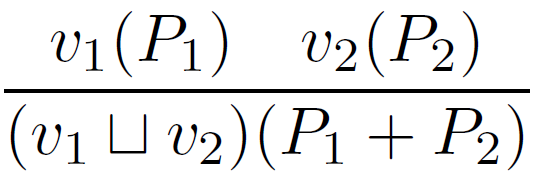 v₁(P₁) v₂(P₂)
(v₁ ⊔ v₂)(P₁ + P₂)